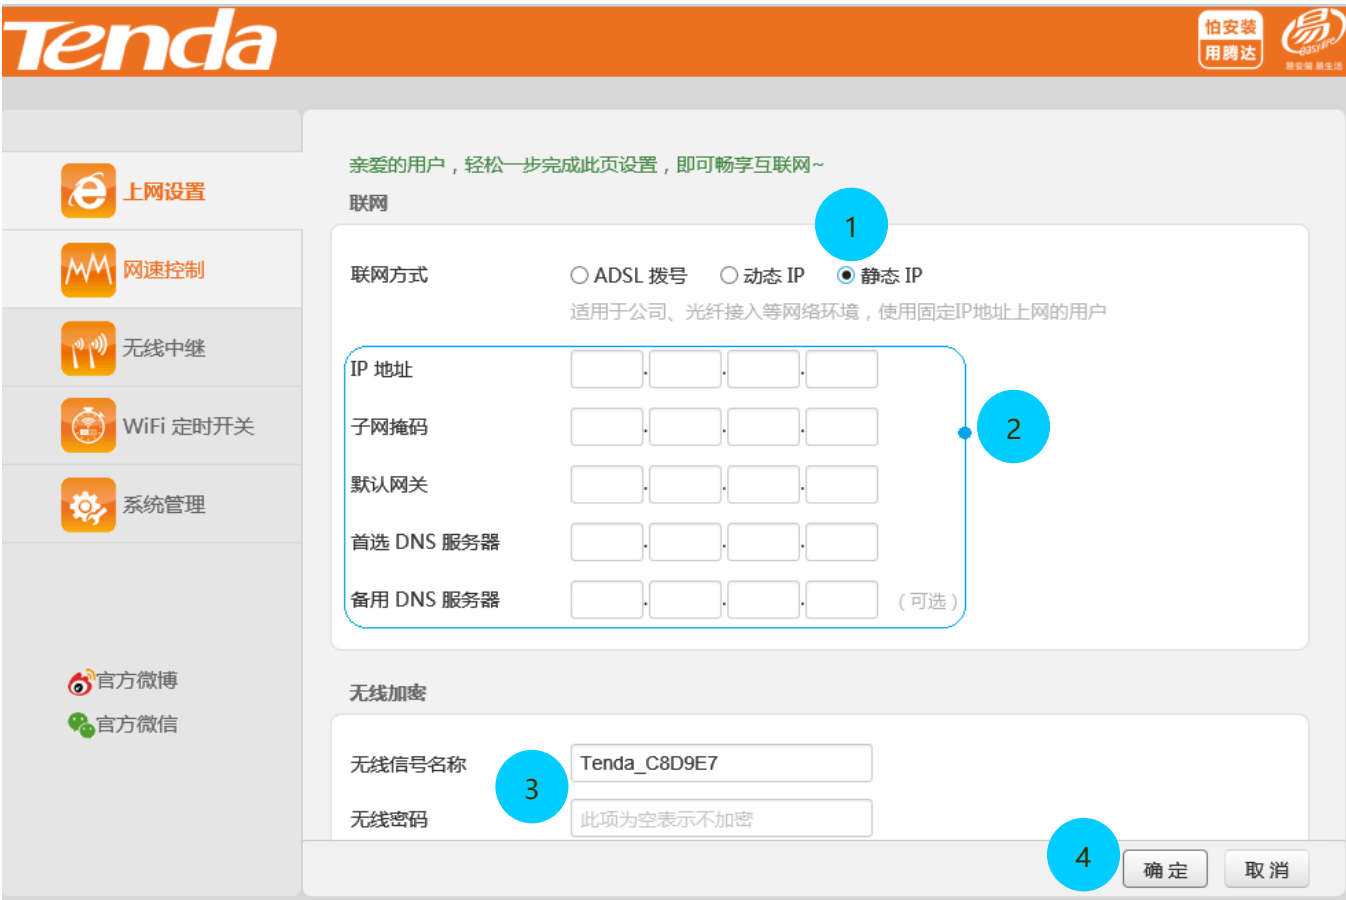 Tenda
怕安装
用腾达
易
easylife
易安装 易生活
上网设置
网速控制
无线中继
WiFi 定时开关
系统管理
官方微博
官方微信
亲爱的用户，轻松一步完成此页设置，即可畅享互联网~
联网
1
联网方式 ADSL 拨号 动态 IP 静态 IP
适用于公司、光纤接入等网络环境，使用固定IP地址上网的用户
IP 地址 . . .
子网掩码 . . .
2
默认网关 . . .
首选 DNS 服务器 . . .
备用 DNS 服务器 . . . （可选）
无线加密
无线信号名称 Tenda_C8D9E7
3
无线密码 此项为空表示不加密
4
确定 取消